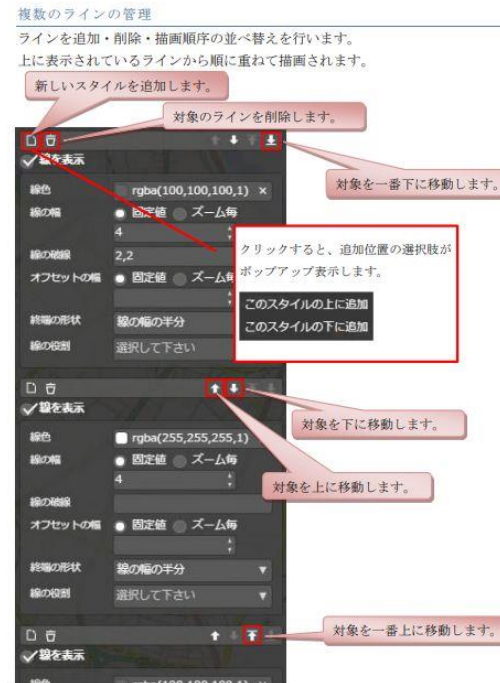 複数のラインの管理
ラインを追加・削除・描画順序の並べ替えを行います。
上に表示されているラインから順に重ねて描画されます。
新しいスタイルを追加します。
対象のラインを削除します。
線を表示
対象を一番下に移動します。
線色 rgba(100,100,100,1) ×
線の幅 固定値 ズーム毎
4
線の破線 2,2
オフセットの幅 固定値 ズーム毎
終端の形状 線の幅の半分
線の役割 選択して下さい
クリックすると、追加位置の選択肢が
ポップアップ表示します。
このスタイルの上に追加
このスタイルの下に追加
線を表示
対象を下に移動します。
線色 rgba(255,255,255,1)
線の幅 固定値 ズーム毎
4
対象を上に移動します。
線の破線
オフセットの幅 固定値 ズーム毎
終端の形状 線の幅の半分
線の役割 選択して下さい
対象を一番上に移動します。
線を表示
線色 rgba(100,100,100,1) ×